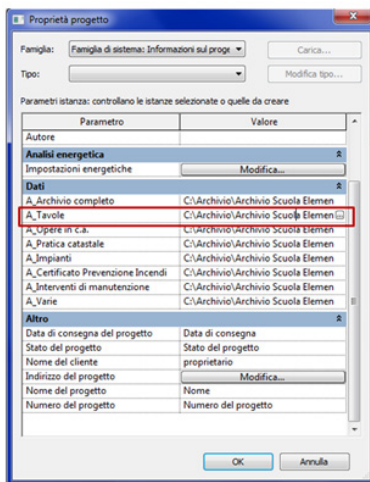 Proprietà progetto
Famiglia: Famiglia di sistema: Informazioni sul proge Carica...
Tipo: Modifica tipo...
Parametri istanza: controllano le istanze selezionate o quelle da creare
Parametro Valore
Autore
Analisi energetica
Impostazioni energetiche Modifica...
Dati
A_Archivio completo C:\Archivio\Archivio Scuola Elemen
A_Tavole C:\Archivio\Archivio Scuola Elemen
A_Opere in c.a. C:\Archivio\Archivio Scuola Elemen
A_Pratica catastale C:\Archivio\Archivio Scuola Elemen
A_Impianti C:\Archivio\Archivio Scuola Elemen
A_Certificato Prevenzione Incendi C:\Archivio\Archivio Scuola Elemen
A_Interventi di manutenzione C:\Archivio\Archivio Scuola Elemen
A_Varie C:\Archivio\Archivio Scuola Elemen
Altro
Data di consegna del progetto Data di consegna
Stato del progetto Stato del progetto
Nome del cliente proprietario
Indirizzo del progetto Modifica...
Nome del progetto Nome
Numero del progetto Numero del progetto
OK Annulla